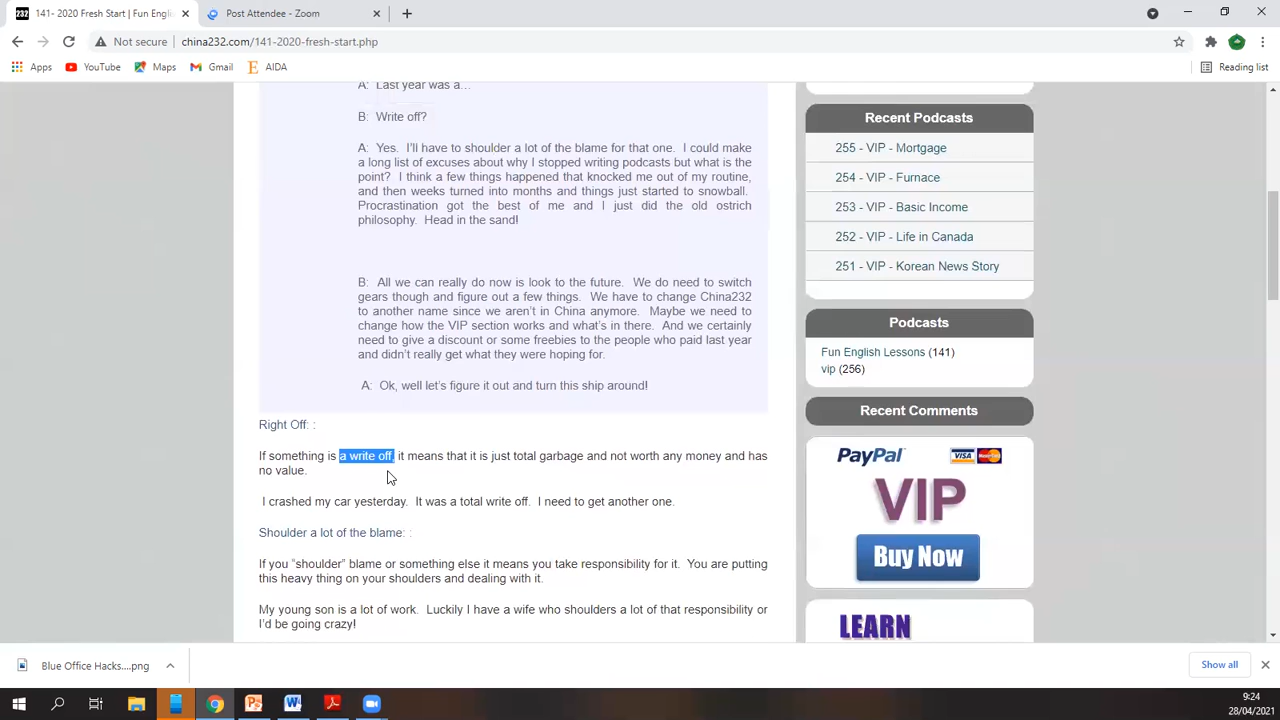 232
141- 2020 Fresh Start | Fun Engli
Post Attendee - Zoom
Not secure
china232.com/141-2020-fresh-start.php
Apps
YouTube
Maps
Gmail
AIDA
Reading list
A: Last year was a...
B: Write off?
A: Yes. I'll have to shoulder a lot of the blame for that one. I could make
a long list of excuses about why I stopped writing podcasts but what is the
point? I think a few things happened that knocked me out of my routine,
and then weeks turned into months and things just started to snowball.
Procrastination got the best of me and I just did the old ostrich
philosophy. Head in the sand!
B: All we can really do now is look to the future. We do need to switch
gears though and figure out a few things. We have to change China232
to another name since we aren't in China anymore. Maybe we need to
change how the VIP section works and what's in there. And we certainly
need to give a discount or some freebies to the people who paid last year
and didn't really get what they were hoping for.
A: Ok, well let's figure it out and turn this ship around!
Right Off: :
If something is a write off, it means that it is just total garbage and not worth any money and has
no value.
I crashed my car yesterday. It was a total write off. I need to get another one.
Shoulder a lot of the blame: :
If you "shoulder" blame or something else it means you take responsibility for it. You are putting
this heavy thing on your shoulders and dealing with it.
My young son is a lot of work. Luckily I have a wife who shoulders a lot of that responsibility or
I'd be going crazy!
Recent Podcasts
255 - VIP - Mortgage
254 - VIP - Furnace
253 - VIP - Basic Income
252 - VIP - Life in Canada
251 - VIP - Korean News Story
Podcasts
Fun English Lessons (141)
vip (256)
Recent Comments
PayPal VISA
VIP
Buy Now
LEARN
Blue Office Hacks....png
Show all
9:24
28/04/2021